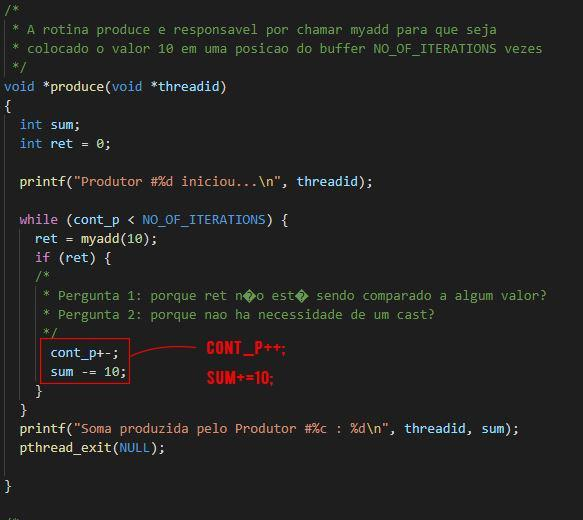 /*
* A rotina produce e responsavel por chamar myadd para que seja
* colocado o valor 10 em uma posicao do buffer NO_OF_ITERATIONS vezes
*/
void *produce(void *threadid)
{
int sum;
int ret = 0;
printf("Produtor #%d iniciou...\n", threadid);
while (cont_p < NO_OF_ITERATIONS) {
ret = myadd(10);
if (ret) {
/*
* Pergunta 1: porque ret n�o est� sendo comparado a algum valor?
* Pergunta 2: porque nao ha necessidade de um cast?
*/
cont_p+-; CONT_P++;
sum -= 10; SUM+=10;
}
}
printf("Soma produzida pelo Produtor #%c : %d\n", threadid, sum);
pthread_exit(NULL);
}
/*